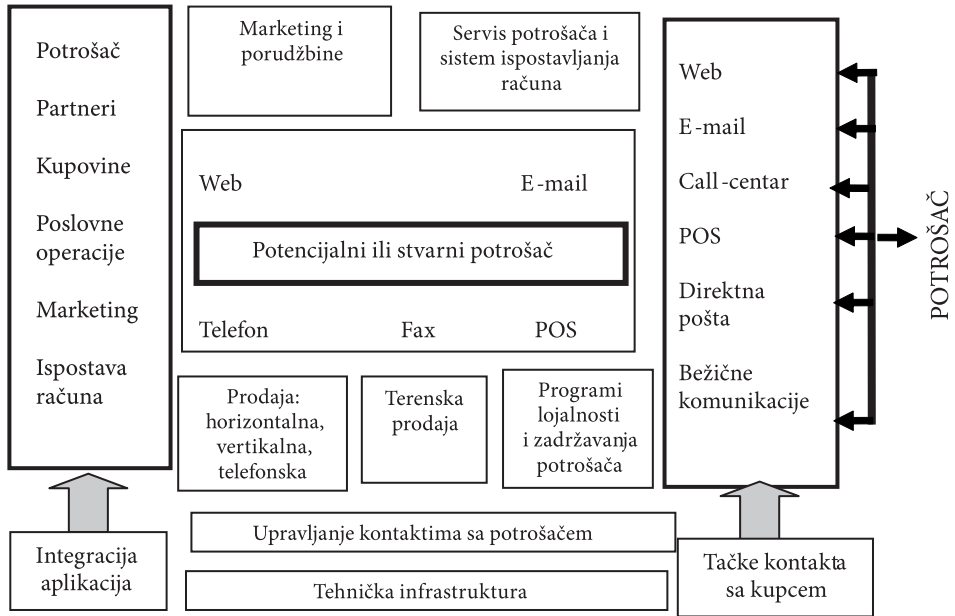 Potrošač
Partneri
Kupovine
Poslovne
operacije
Marketing
Ispostava
računa
Marketing i
porudžbine
Servis potrošača i
sistem ispostavljanja
računa
Web
E-mail
Potencijalni ili stvarni potrošač
Telefon
Fax
POS
Prodaja:
horizontalna,
vertikalna,
telefonska
Terenska
prodaja
Programi
lojalnosti
i zadržavanja
potrošača
Web
E-mail
Call-centar
POS
Direktna
pošta
Bežične
komunikacije
POTROŠAČ
Integracija
aplikacija
Upravljanje kontaktima sa potrošačem
Tehnička infrastruktura
Tačke kontakta
sa kupcem